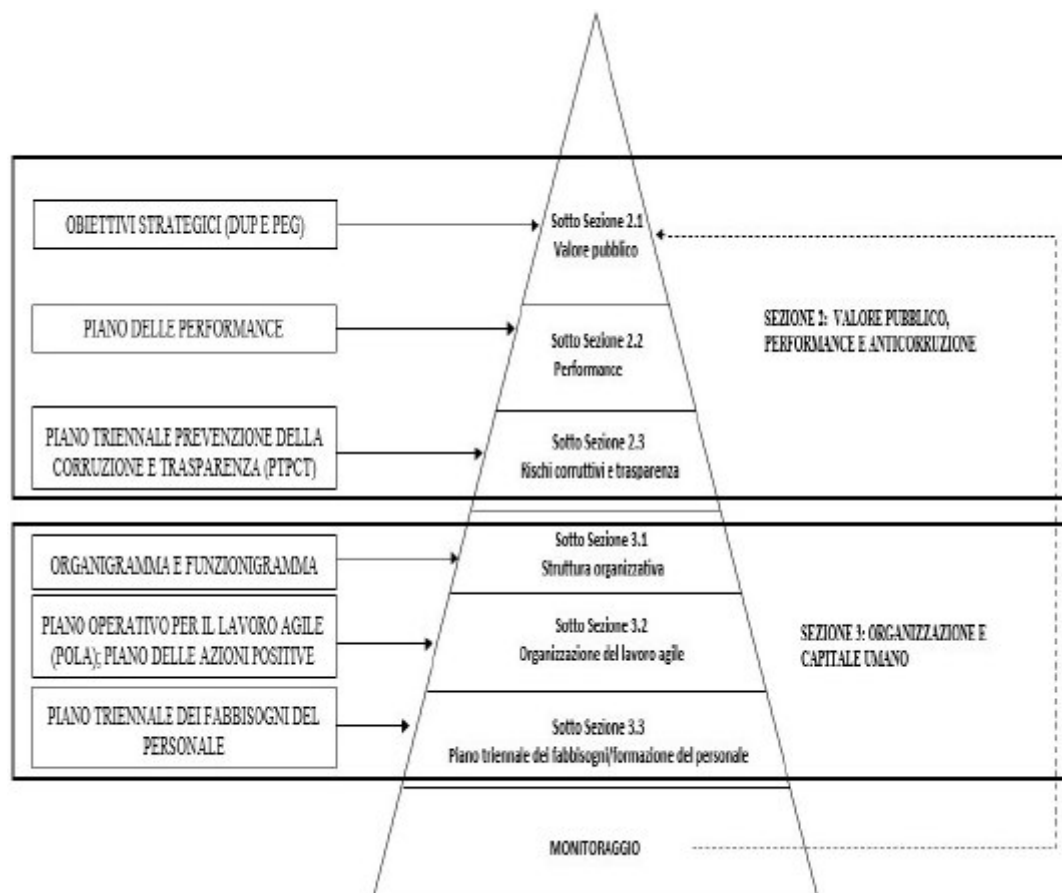 OBIETTIVI STRATEGICI (DUP E PEG)
Sotto Sezione 2.1
Valore pubblico
PIANO DELLE PERFORMANCE
Sotto Sezione 2.2
Performance
SEZIONE 2: VALORE PUBBLICO,
PERFORMANCE E ANTICORRUZIONE
PIANO TRIENNALE PREVENZIONE DELLA
CORRUZIONE E TRASPARENZA (PTPCT)
Sotto Sezione 2.3
Rischi corruttivi e trasparenza
ORGANIGRAMMA E FUNZIONIGRAMMA
Sotto Sezione 3.1
Struttura organizzativa
PIANO OPERATIVO PER IL LAVORO AGILE
(POLA); PIANO DELLE AZIONI POSITIVE
Sotto Sezione 3.2
Organizzazione del lavoro agile
SEZIONE 3: ORGANIZZAZIONE E
CAPITALE UMANO
PIANO TRIENNALE DEI FABBISOGNI DEL
PERSONALE
Sotto Sezione 3.3
Piano triennale dei fabbisogni/formazione del personale
MONITORAGGIO